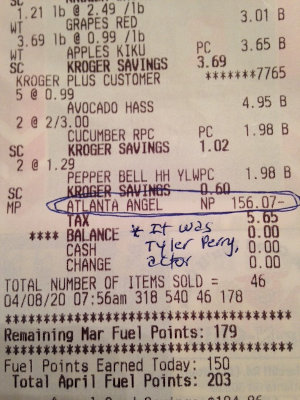 SC KROGER SAVINGS
1.21 lb @ 2.49 /lb
WT GRAPES RED 3.01 B
3.69 lb @ 0.99 /lb
WT APPLES KIKU PC 3.65 B
SC KROGER SAVINGS 3.69
KROGER PLUS CUSTOMER *******7765
5 @ 0.99
AVOCADO HASS 4.95 B
2 @ 2/3.00
CUCUMBER RPC PC 1.98 B
SC KROGER SAVINGS 1.02
2 @ 1.29
PEPPER BELL HH YLWPC 1.98 B
SC KROGER SAVINGS 0.60
MP ATLANTA ANGEL NP 156.07-
TAX 5.65
**** BALANCE 0.00
CASH 0.00
CHANGE 0.00
* It was
Tyler Perry,
actor
TOTAL NUMBER OF ITEMS SOLD = 46
04/08/20 07:56am 318 540 46 178
Remaining Mar Fuel Points: 179
Fuel Points Earned Today: 150
Total April Fuel Points: 203